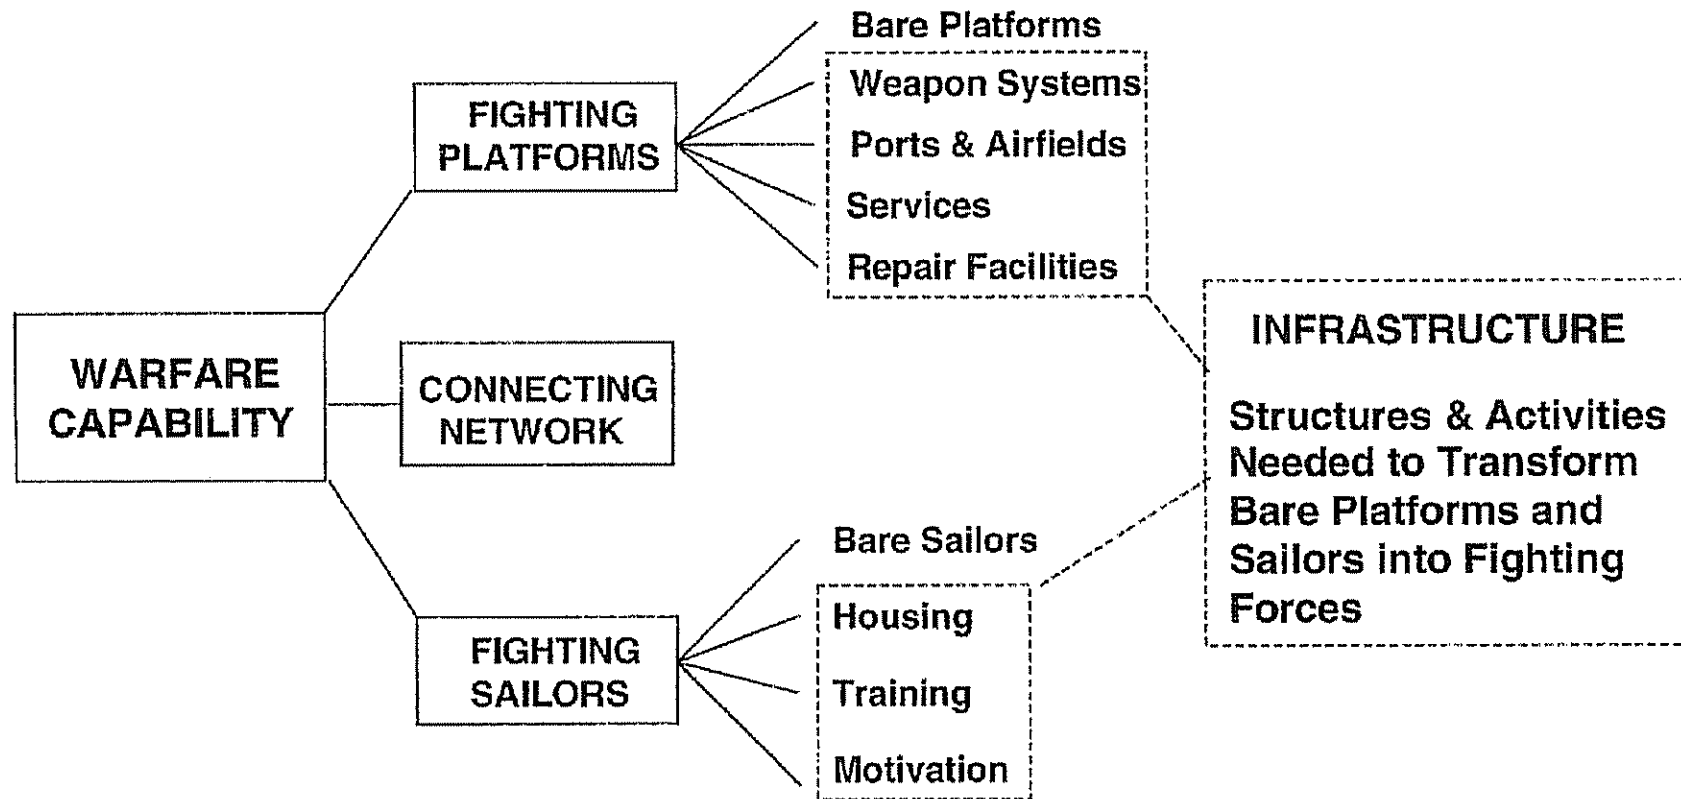 Bare Platforms
FIGHTING
PLATFORMS
Weapon Systems
Ports & Airfields
Services
Repair Facilities
WARFARE
CAPABILITY
CONNECTING
NETWORK
INFRASTRUCTURE
Structures & Activities
Needed to Transform
Bare Platforms and
Sailors into Fighting
Forces
FIGHTING
SAILORS
Bare Sailors
Housing
Training
Motivation